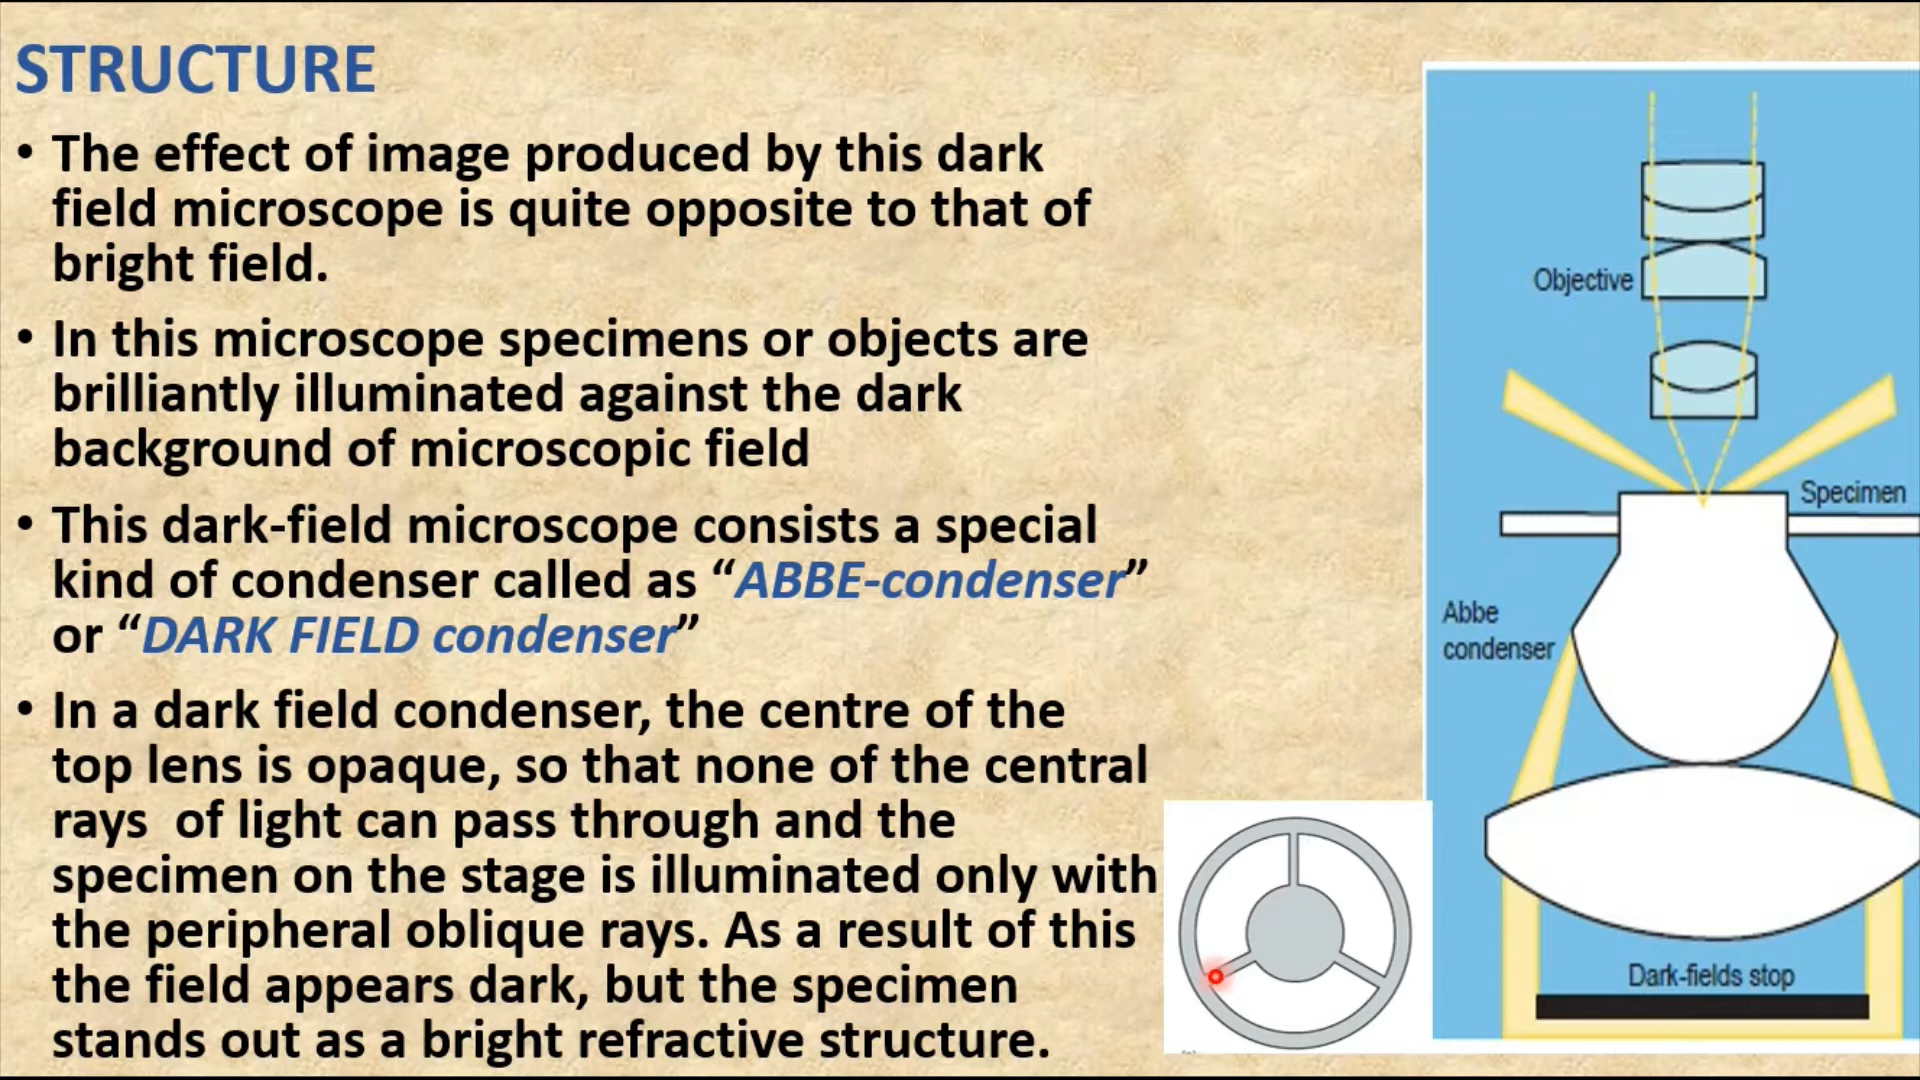 STRUCTURE
• The effect of image produced by this dark
field microscope is quite opposite to that of
bright field.
• In this microscope specimens or objects are
brilliantly illuminated against the dark
background of microscopic field
• This dark-field microscope consists a special
kind of condenser called as “ABBE-condenser”
or “DARK FIELD condenser”
• In a dark field condenser, the centre of the
top lens is opaque, so that none of the central
rays  of light can pass through and the
specimen on the stage is illuminated only with
the peripheral oblique rays. As a result of this
the field appears dark, but the specimen
stands out as a bright refractive structure.
Objective
Specimen
Abbe
condenser
Dark-fields stop